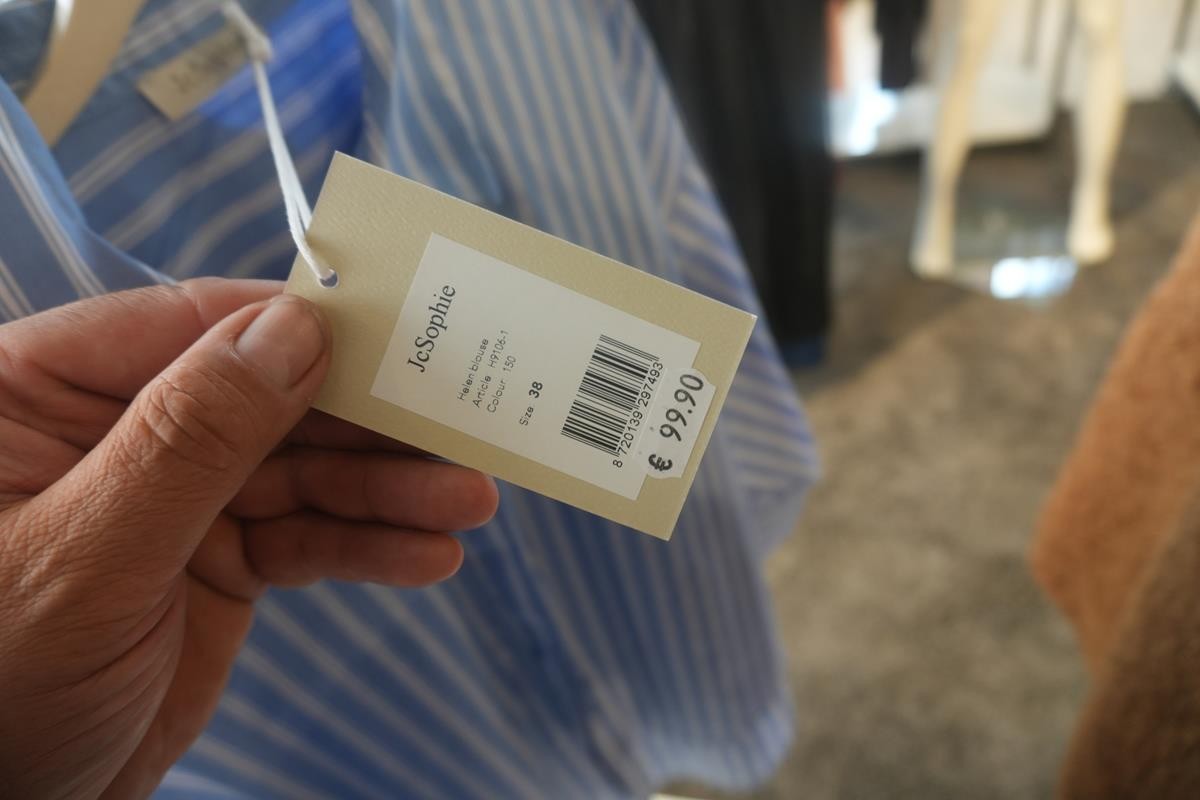 JcSophie
Helen blouse
Article H9106-1
Colour 150
Size 38
8 720139 297493
€ 99.90